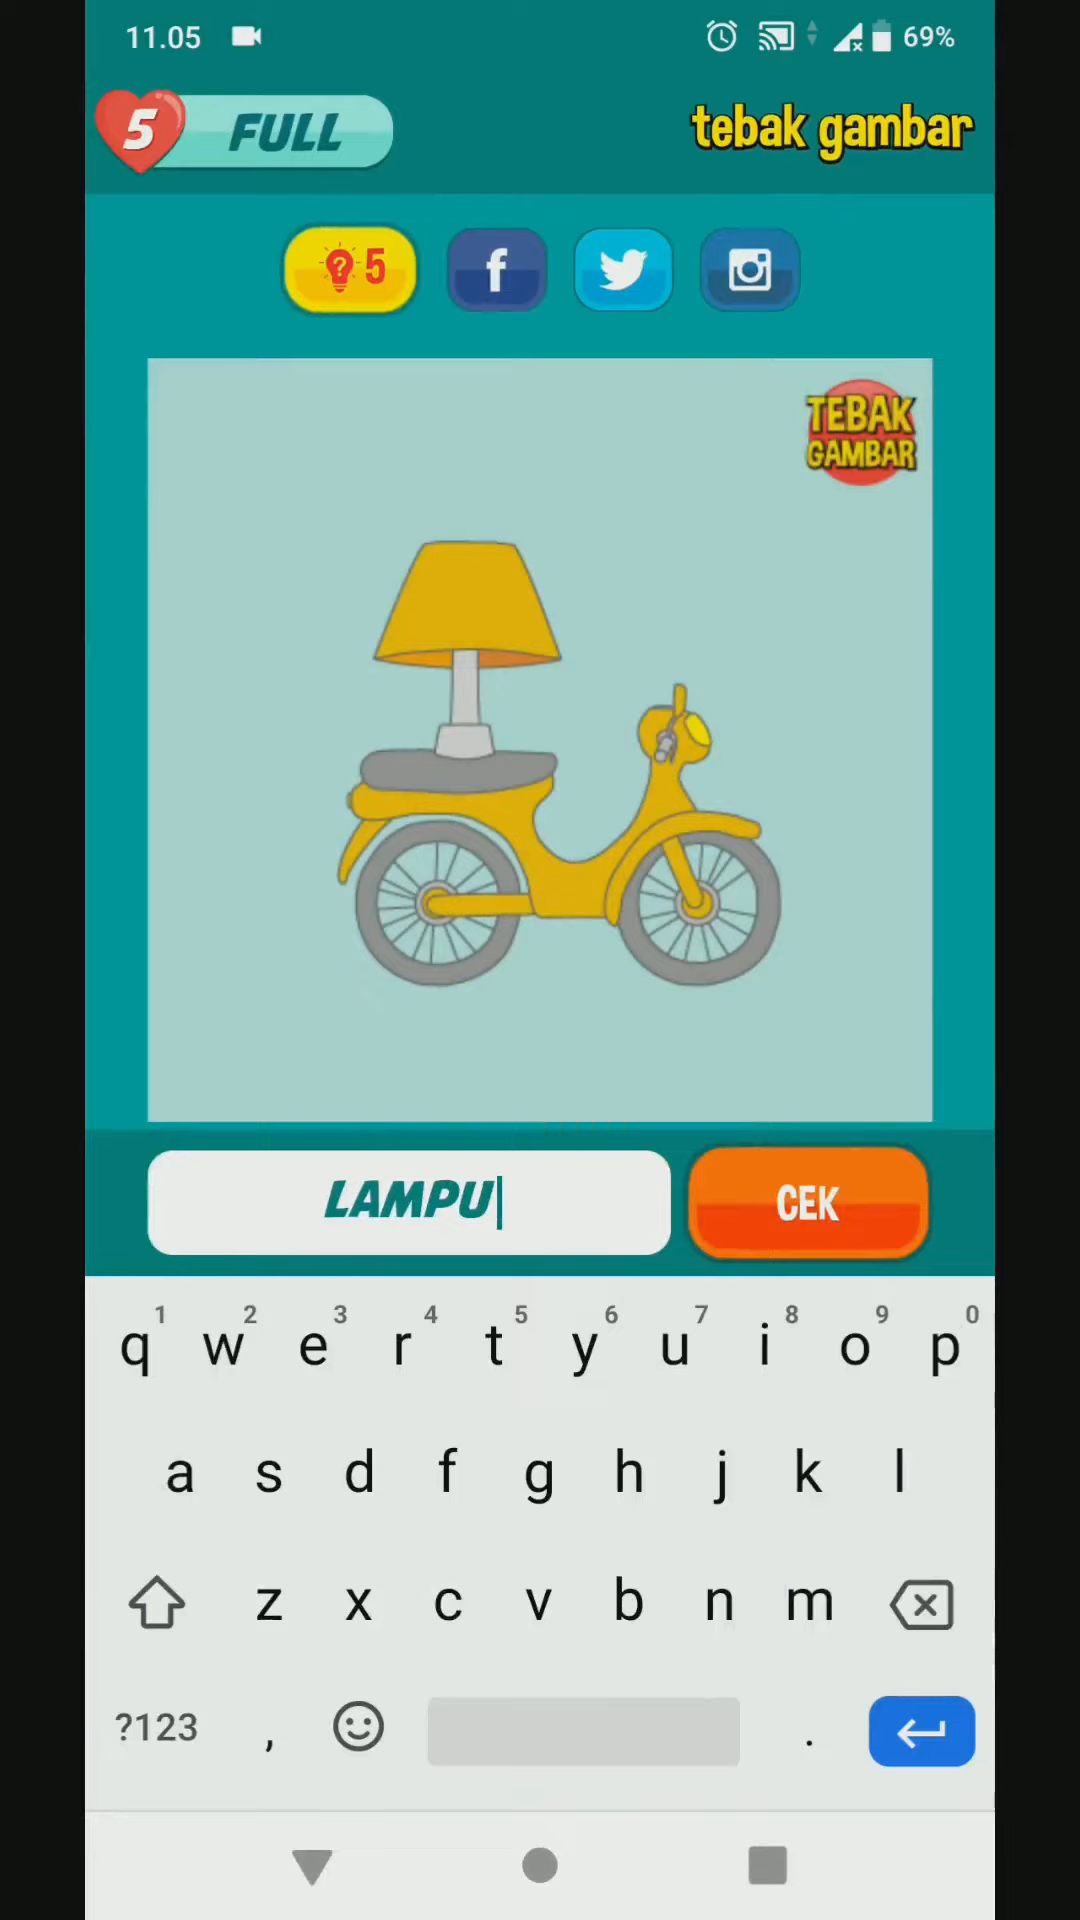 11.05 69%
5 FULL tebak gambar
? 5 f
TEBAK
GAMBAR
LAMPU CEK
1 2 3 4 5 6 7 8 9 0
q w e r t y u i o p
a s d f g h j k l
z x c v b n m
?123 , .